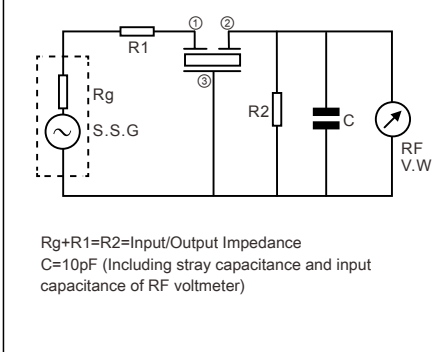 ① ②
R1
③
Rg
R2
C
S.S.G
RF
V.W
Rg+R1=R2=Input/Output Impedance
C=10pF (Including stray capacitance and input
capacitance of RF voltmeter)